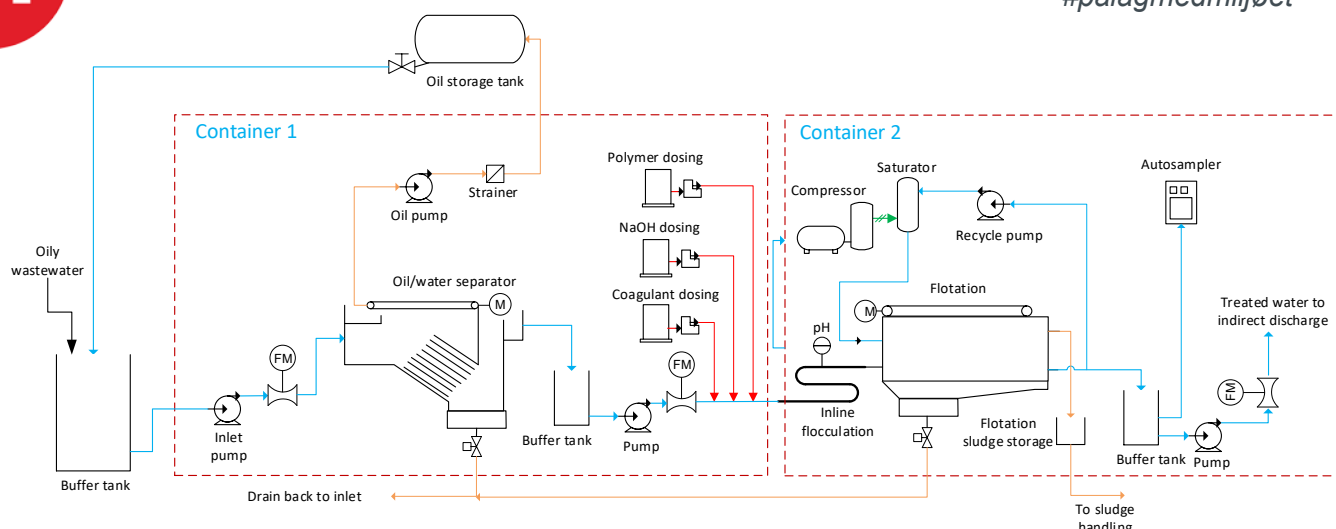 #pålagmedmiljøet
Oil storage tank
Container 1
Container 2
Polymer dosing
Saturator
Autosampler
Compressor
Strainer
Oil pump
NaOH dosing
Recycle pump
Oily
wastewater
Oil/water separator
M
Coagulant dosing
M
Flotation
Treated water to
indirect discharge
pH
FM
FM
FM
Inlet
pump
Buffer tank
Pump
Inline
flocculation
Flotation
sludge storage
Buffer tank
Pump
Buffer tank
Drain back to inlet
To sludge
handling